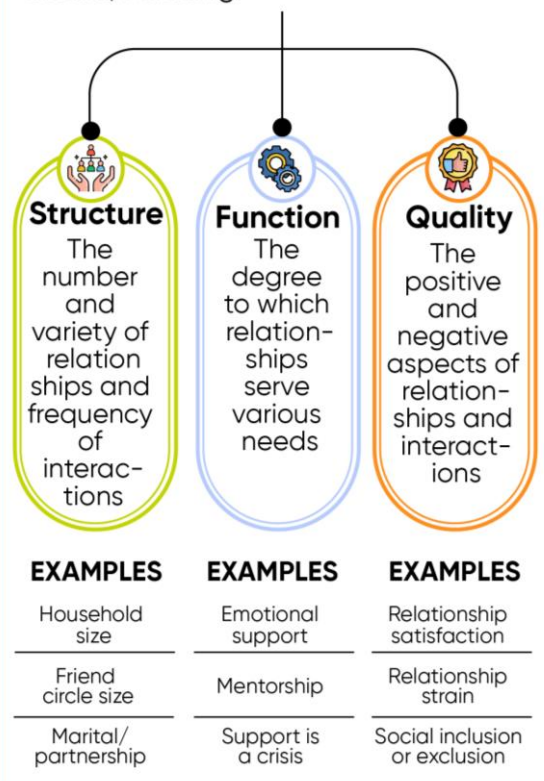 Structure
The
number
and
variety of
relation
ships and
frequency
of
interac-
tions
Function
The
degree
to which
relation-
ships
serve
various
needs
Quality
The
positive
and
negative
aspects of
relation-
ships and
interact-
ions
EXAMPLES
Household
size
Friend
circle size
Marital/
partnership
EXAMPLES
Emotional
support
Mentorship
Support is
a crisis
EXAMPLES
Relationship
satisfaction
Relationship
strain
Social inclusion
or exclusion